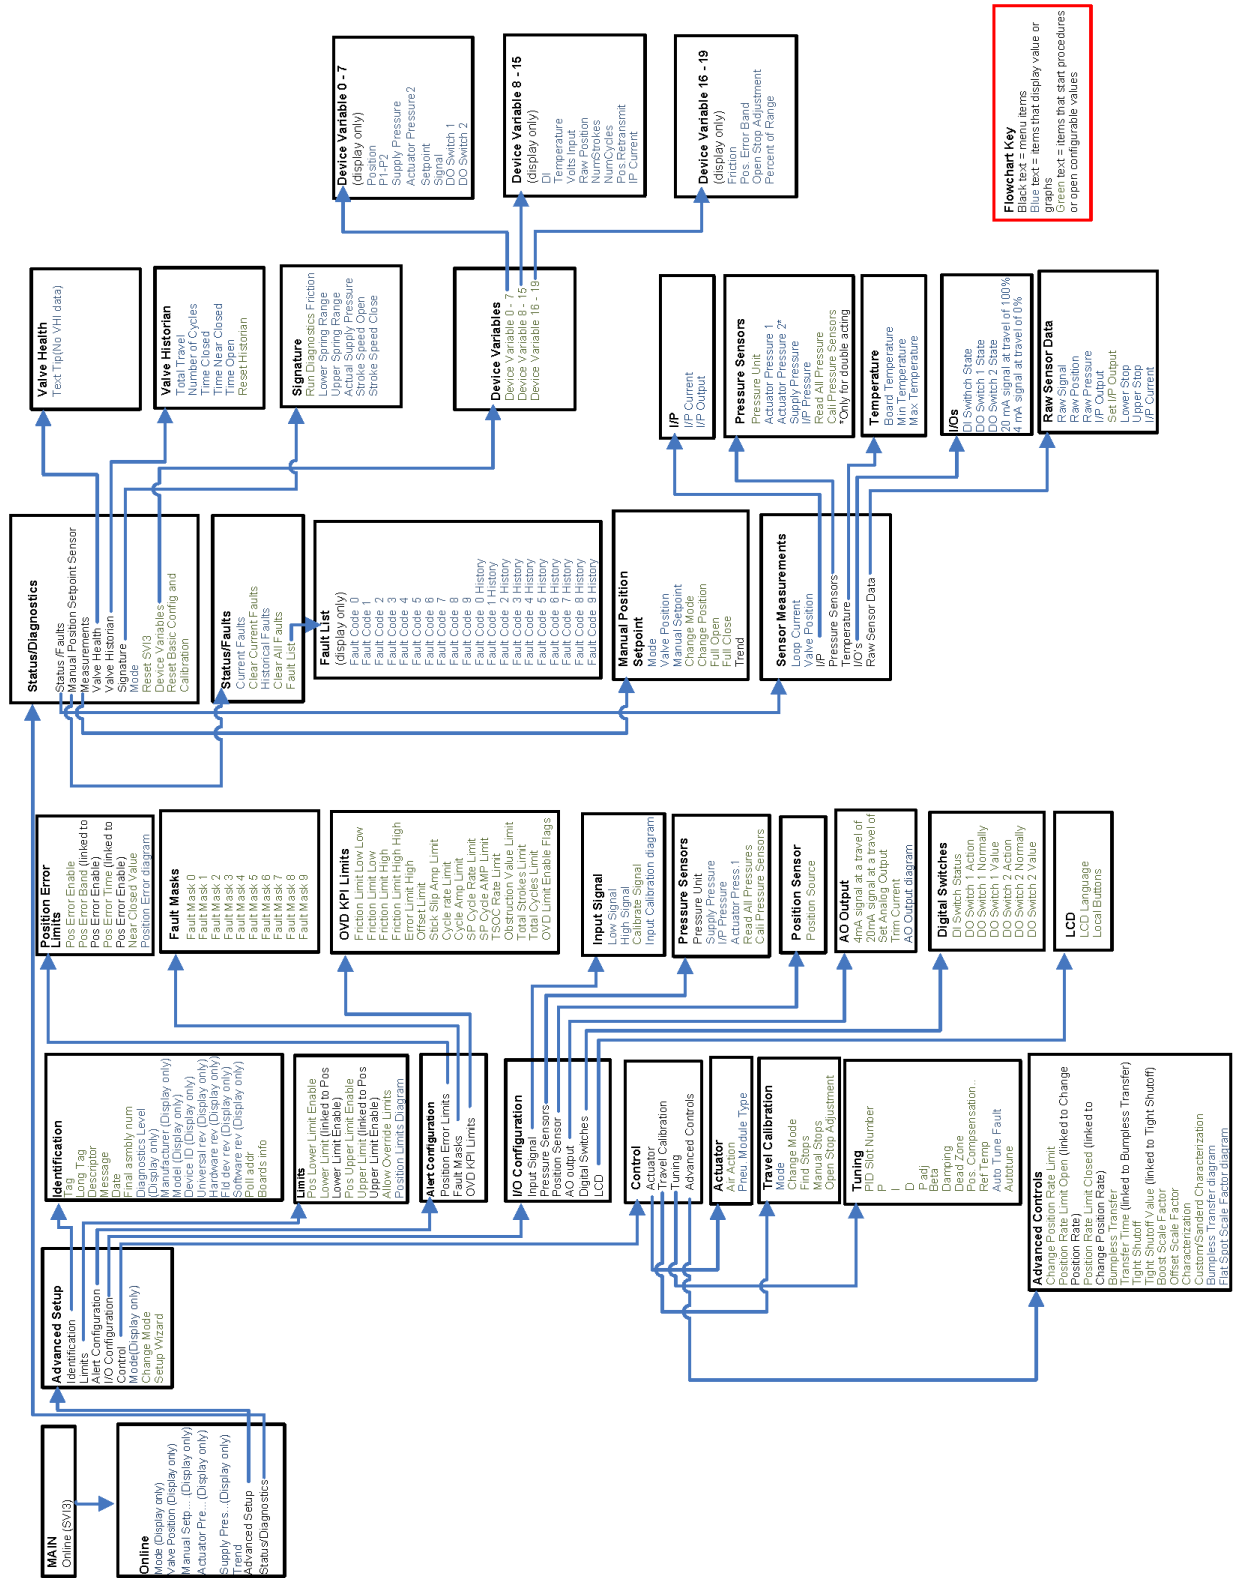 MAIN
Online (SVI3)
Online
Mode (Display only)
Valve Position (Display only)
Manual Setp....(Display only)
Actuator Pre... (Display only)
Supply Pres...(Display only)
Trend
Advanced Setup
Status/Diagnostics
Advanced Setup
Identification
Limits
Alert Configuration
I/O Configuration
Control
Mode(Display only)
Change Mode
Setup Wizard
Identification
Tag
Long Tag
Descriptor
Message
Date
Final asmbly num
Diagnostics Level
(Display only)
Manufacturer (Display only)
Model (Display only)
Device ID (Display only)
Universal rev (Display only)
Hardware rev (Display only)
Fld dev rev (Display only)
Software rev (Display only)
Poll addr
Boards info
Limits
Pos Lower Limit Enable
Lower Limit (linked to Pos
Lower Limit Enable)
Pos Upper Limit Enable
Upper Limit (linked to Pos
Upper Limit Enable)
Allow Override Limits
Position Limits Diagram
Alert Configuration
Position Error Limits
Fault Masks
OVD KPI Limits
I/O Configuration
Input Signal
Pressure Sensors
Position Sensor
AO output
Digital Switches
LCD
Control
Actuator
Travel Calibration
Tuning
Advanced Controls
Actuator
Air Action
Pneu. Module Type
Travel Calibration
Mode
Change Mode
Find Stops
Manual Stops
Open Stop Adjustment
Tuning
PID Slot Number
P
I
D
Padj
Beta
Damping
Dead Zone
Pos. Compensation..
Ref Temp
Auto Tune Fault
Autotune
Advanced Controls
Change Position Rate Limit
Position Rate Limit Open (linked to Change
Position Rate)
Position Rate Limit Closed (linked to
Change Position Rate)
Bumpless Transfer
Transfer Time (linked to Bumpless Transfer)
Tight Shutoff
Tight Shutoff Value (linked to Tight Shutoff)
Boost Scale Factor
Offset Scale Factor
Characterization
Custom/Sanderd Characterization
Bumpless Transfer diagram
Flat Spot Scale Factor diagram
Position Error
Limits
Pos Error Enable
Pos Error Band (linked to
Pos Error Enable)
Pos Error Time (linked to
Pos Error Enable)
Near Closed Value
Position Error diagram
Fault Masks
Fault Mask 0
Fault Mask 1
Fault Mask 2
Fault Mask 3
Fault Mask 4
Fault Mask 5
Fault Mask 6
Fault Mask 7
Fault Mask 8
Fault Mask 9
OVD KPI Limits
Friction Limit Low Low
Friction Limit Low
Friction Limit High
Friction Limit High High
Error Limit High
Offset Limit
Stick Slip Amp Limit
Cycle rate Limit
Cycle Amp Limit
SP Cycle Rate Limit
SP Cycle AMP Limit
TSOC Rate Limit
Obstruction Value Limit
Total Strokes Limit
Total Cycles Limit
OVD Limit Enable Flags
Input Signal
Low Signal
High Signal
Calibrate Signal
Input Calibration diagram
Pressure Sensors
Pressure Unit
Supply Pressure
I/P Pressure
Actuator Press.1
Read All Pressures
Cali Pressure Sensors
Position Sensor
Position Source
AO Output
4mA signal at a travel of
20mA signal at a travel of
Set Analog Output
Trim Current
AO Output diagram
Digital Switches
DI Switch Status
DO Switch 1 Action
DO Switch 1 Normally
DO Switch 1 Value
DO Switch 2 Action
DO Switch 2 Normally
DO Switch 2 Value
LCD
LCD Language
Local Buttons
Status/Diagnostics
Status /Faults
Manual Position Setpoint Sensor
Measurements
Valve Health
Valve Historian
Signature
Mode
Reset SVI3
Device Variables
Reset Basic Config and
Calibration
Status/Faults
Current Faults
Clear Current Faults
Historical Faults
Clear All Faults
Fault List
Fault List
(display only)
Fault Code 0
Fault Code 1
Fault Code 2
Fault Code 3
Fault Code 4
Fault Code 5
Fault Code 6
Fault Code 7
Fault Code 8
Fault Code 9
Fault Code 0 History
Fault Code 1 History
Fault Code 2 History
Fault Code 3 History
Fault Code 4 History
Fault Code 5 History
Fault Code 6 History
Fault Code 7 History
Fault Code 8 History
Fault Code 9 History
Manual Position
Setpoint
Mode
Valve Position
Manual Setpoint
Change Mode
Change Position
Full Open
Full Close
Trend
Sensor Measurements
Loop Current
Valve Position
I/P
Pressure Sensors
Temperature
I/O's
Raw Sensor Data
Valve Health
Text Tip(No VHI data)
Valve Historian
Total Travel
Number of Cycles
Time Closed
Time Near Closed
Time Open
Reset Historian
Signature
Run Diagnostics Friction
Lower Spring Range
Upper Spring Range
Actual Supply Pressure
Stroke Speed Open
Stroke Speed Close
Device Variables
Device Variable 0 - 7
Device Variable 8 - 15
Device Variable 16 - 19
I/P
I/P Current
I/P Output
Pressure Sensors
Pressure Unit
Actuator Pressure 1
Actuator Pressure 2*
Supply Pressure
I/P Pressure
Read All Pressure
Cali Pressure Sensors
*Only for double acting
Temperature
Board Temperature
Min Temperature
Max Temperature
I/Os
DI Swithch State
DO Switch 1 State
DO Switch 2 State
20 mA signal at travel of 100%
4 mA signal at travel of 0%
Raw Sensor Data
Raw Signal
Raw Position
Raw Pressure
I/P Output
Set I/P Output
Lower Stop
Upper Stop
I/P Current
Device Variable 0 - 7
(display only)
Position
P1-P2
Supply Pressure
Actuator Pressure2
Setpoint
Signal
DO Switch 1
DO Switch 2
Device Variable 8 - 15
(display only)
DI
Temperature
Volts Input
Raw Position
NumStrokes
NumCycles
Pos.Retransmit
IP Current
Device Variable 16 - 19
(display only)
Friction
Pos. Error Band
Open Stop Adjustment
Percent of Range
Flowchart Key
Black text = menu items
Blue text = items that display value or
graphs
Green text = items that start procedures
or open configurable values